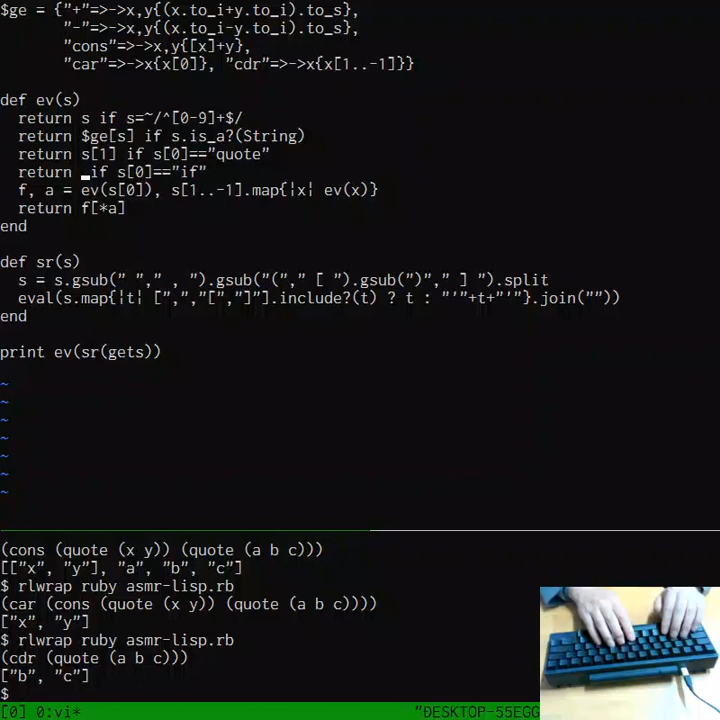 $ge = {"+"=>->x,y{(x.to_i+y.to_i).to_s},
"-"=>->x,y{(x.to_i-y.to_i).to_s},
"cons"=>->x,y{[x]+y},
"car"=>->x{x[0]}, "cdr"=>->x{x[1..-1]}}
def ev(s)
return s if s=~/^[0-9]+$/
return $ge[s] if s.is_a?(String)
return s[1] if s[0]=="quote"
return if s[0]=="if"
f, a = ev(s[0]), s[1..-1].map{|x| ev(x)}
return f[*a]
end
def sr(s)
s = s.gsub(" "," , ").gsub("("," [ ").gsub(")"," ] ").split
eval(s.map{|t| [",","[","]"].include?(t) ? t : "'"+t+"'"}.join(""))
end
print ev(sr(gets))
~
~
~
~
~
~
~
(cons (quote (x y)) (quote (a b c)))
[["x", "y"], "a", "b", "c"]
$ rlwrap ruby asmr-lisp.rb
(car (cons (quote (x y)) (quote (a b c))))
["x", "y"]
$ rlwrap ruby asmr-lisp.rb
(cdr (quote (a b c)))
["b", "c"]
$
[0] 0:vi* "DESKTOP-55EGG